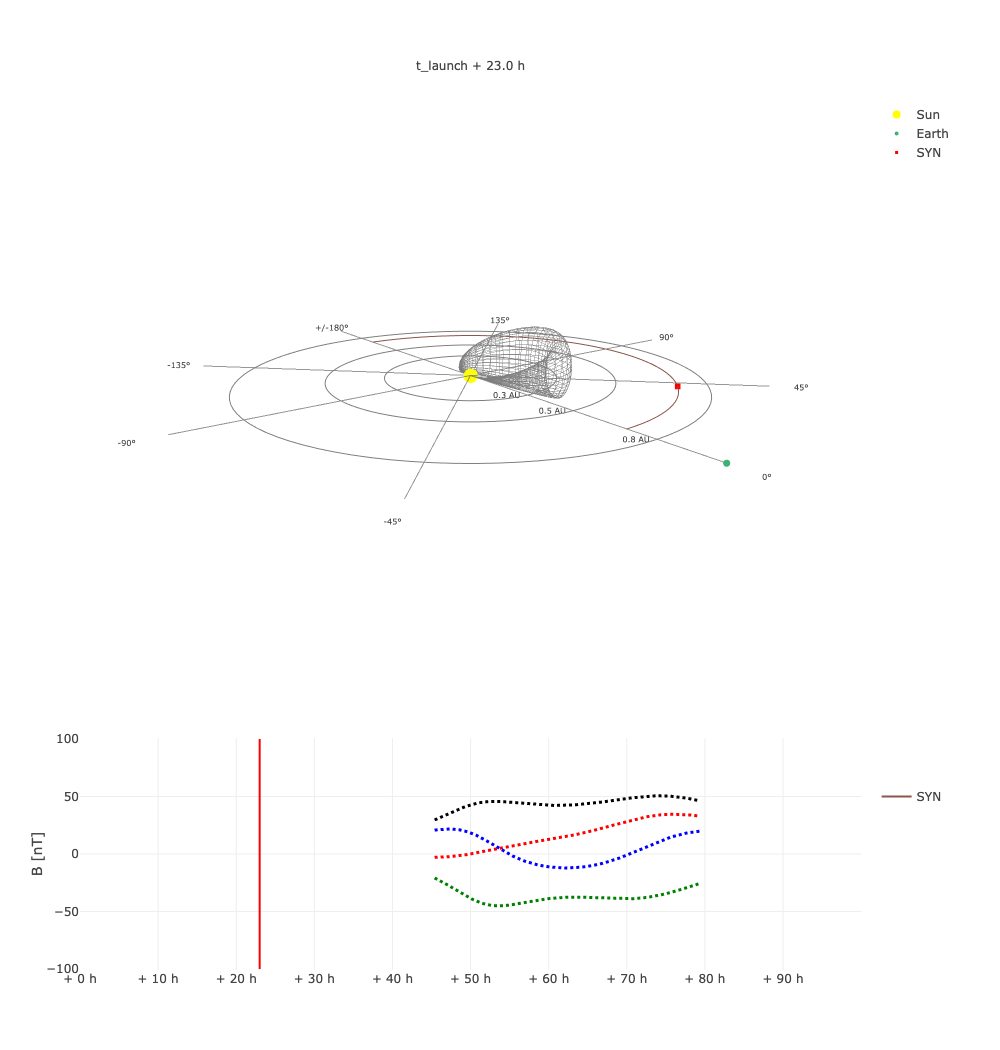 t_launch + 23.0 h
Sun
Earth
SYN
135°
+/-180°
90°
-135°
45°
0.3 AU
0.5 AU
0.8 AU
-90°
0°
-45°
100
50
0
−50
−100
B [nT]
SYN
+ 0 h
+ 10 h
+ 20 h
+ 30 h
+ 40 h
+ 50 h
+ 60 h
+ 70 h
+ 80 h
+ 90 h